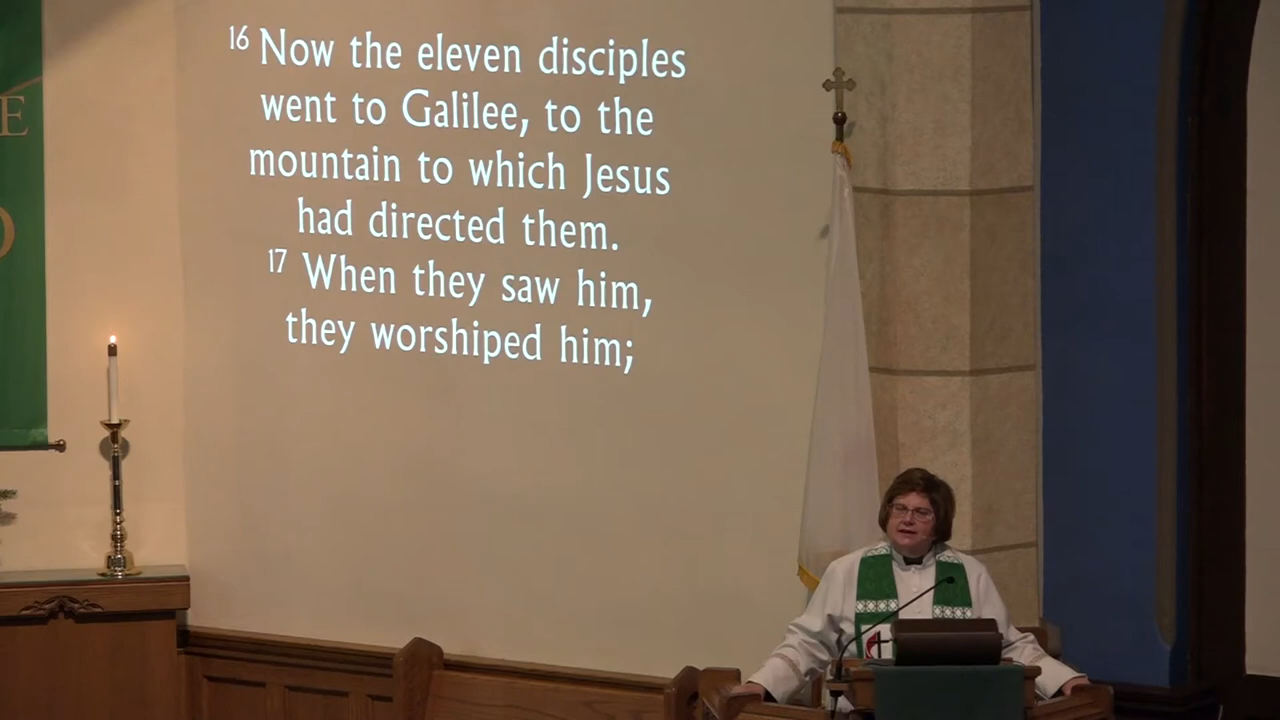 16 Now the eleven disciples
went to Galilee, to the
mountain to which Jesus
had directed them.
17 When they saw him,
they worshiped him;
E